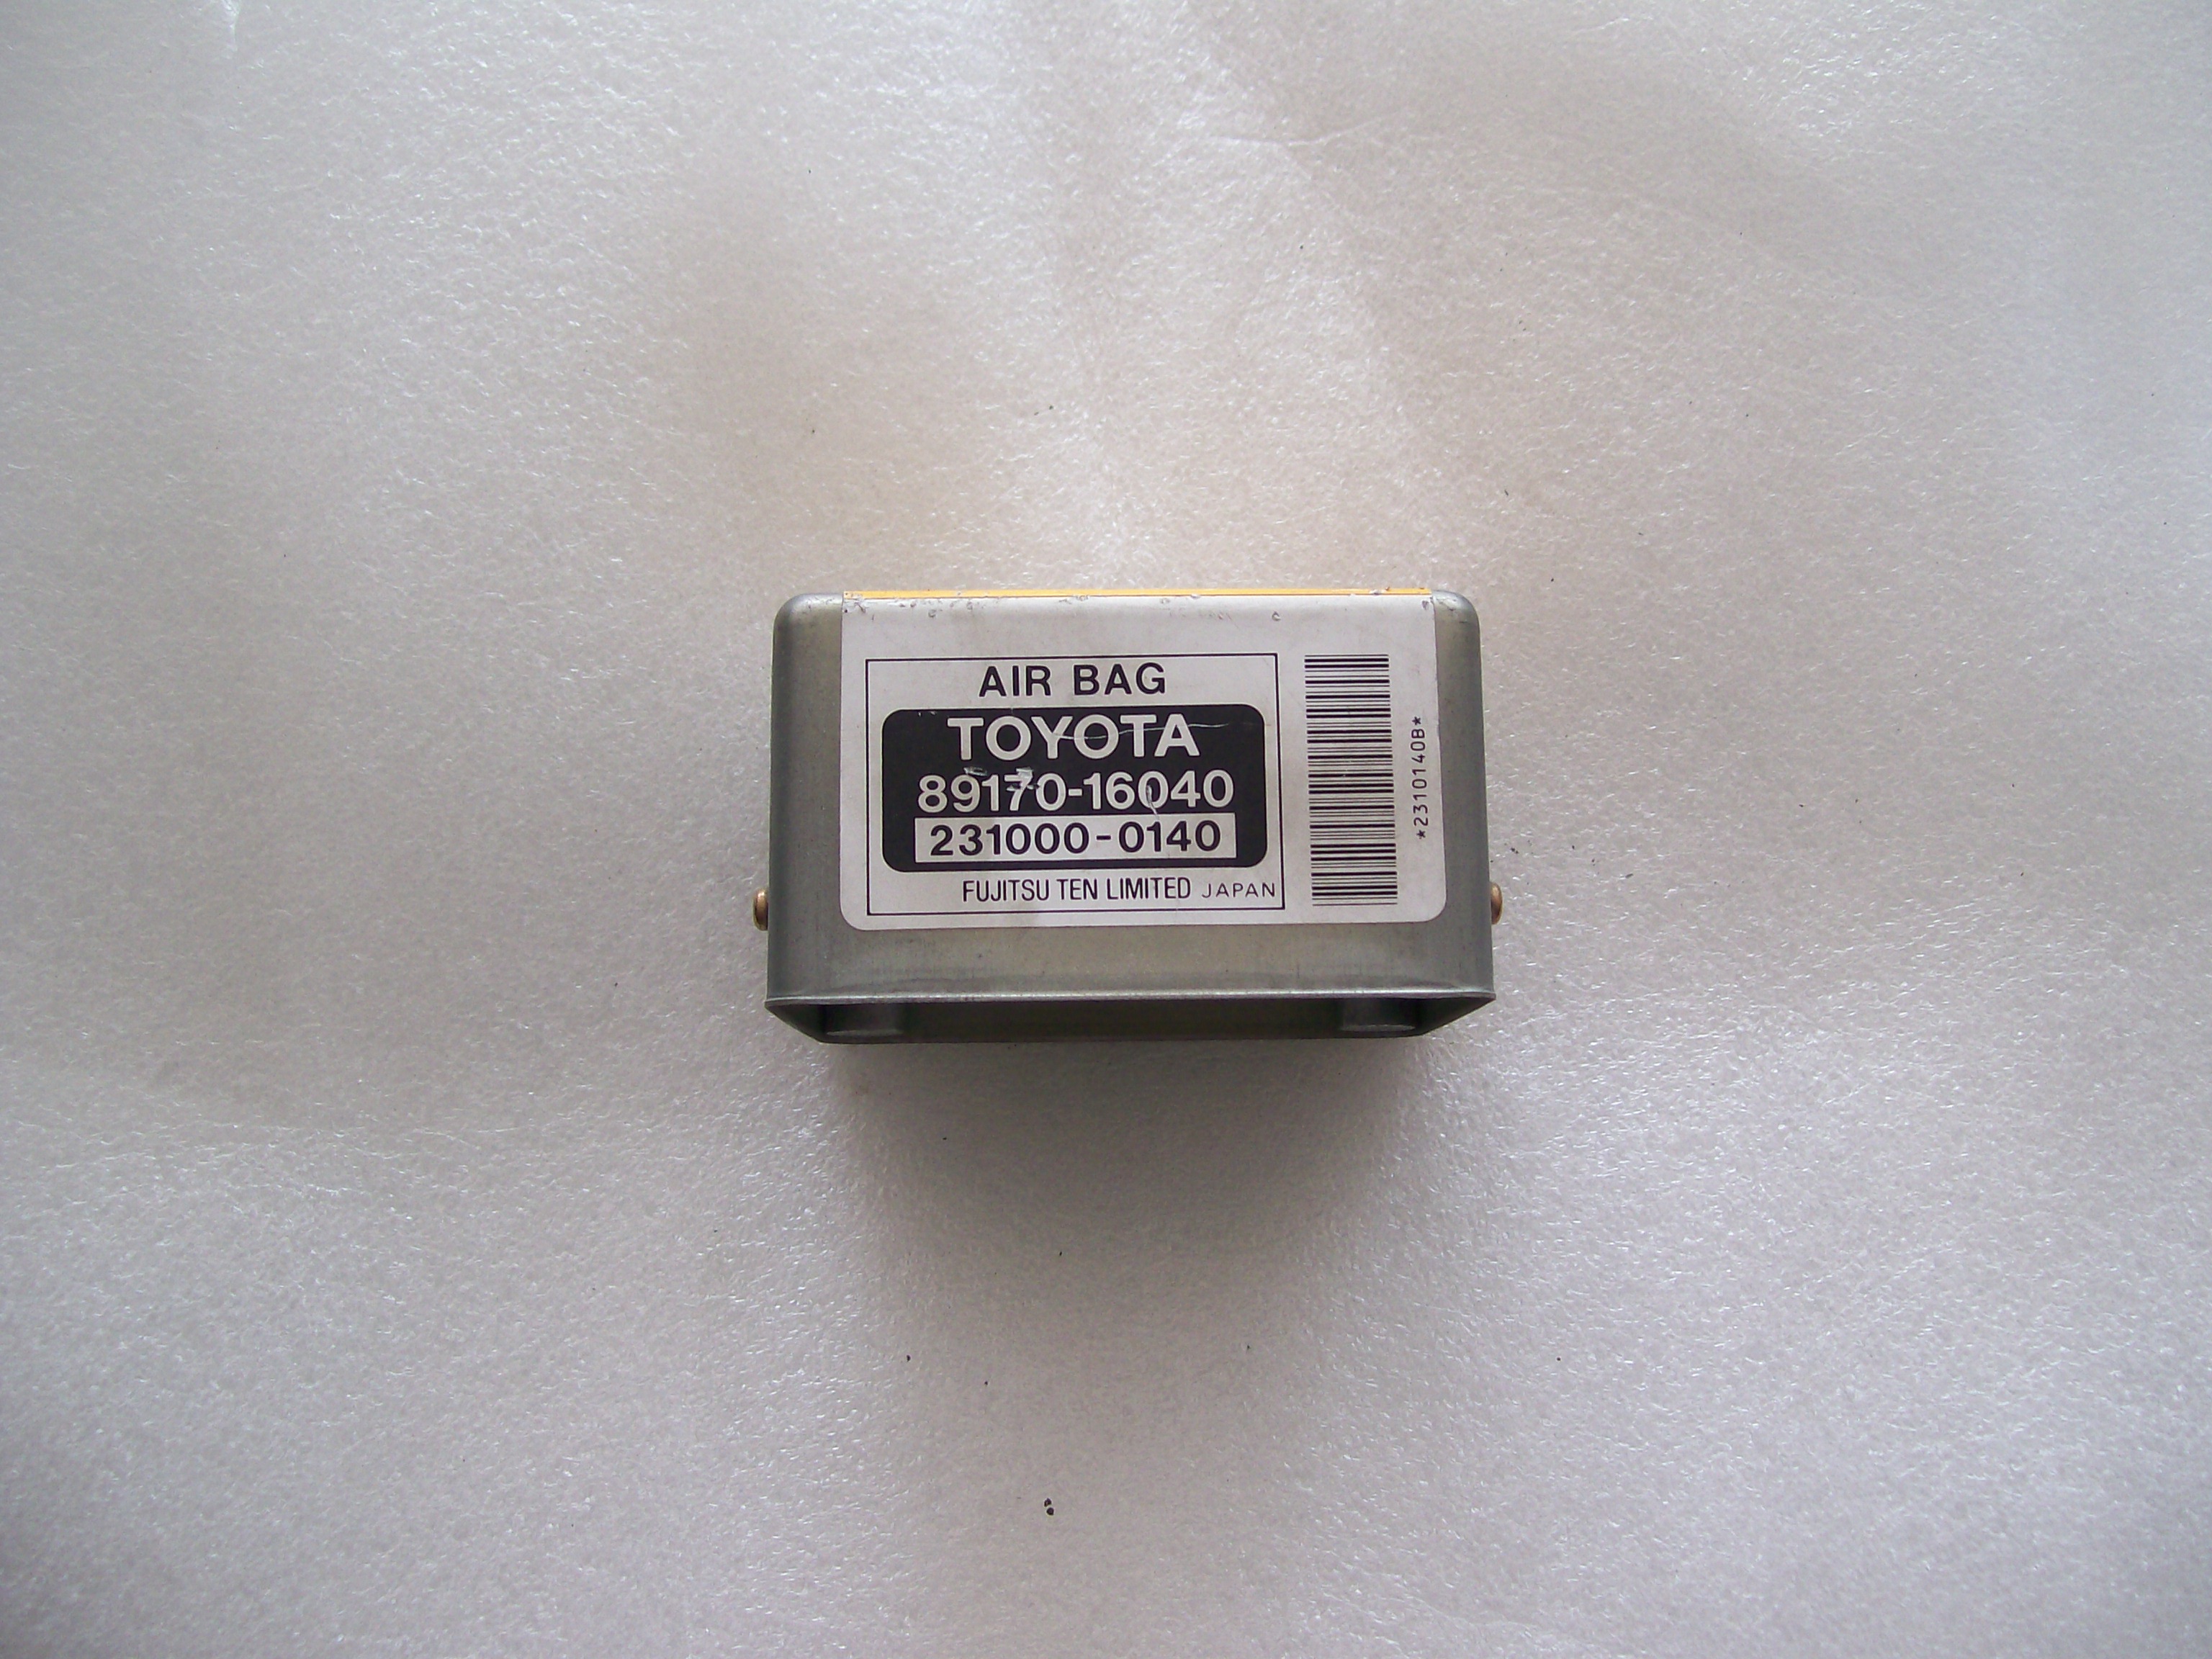 AIR BAG
TOYOTA
89170-16040
231000-0140
FUJITSU TEN LIMITED JAPAN
*2310140B*